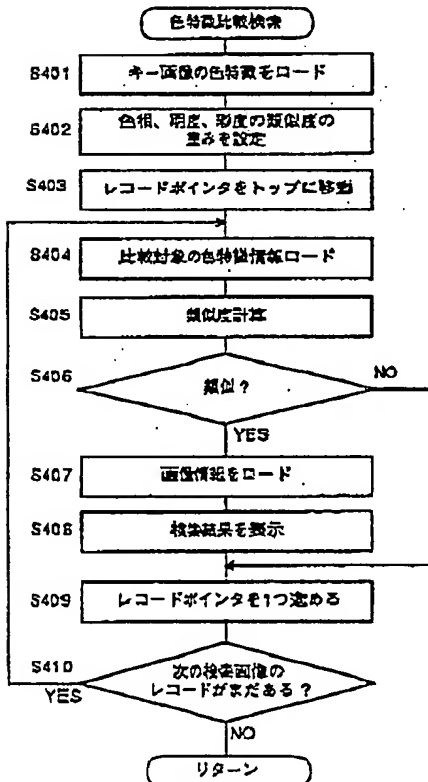 色特徴比較検索
S401
キー画像の色特徴をロード
S402
色相、明度、彩度の類似度の
重みを設定
S403
レコードポインタをトップに移動
S404
比較対象の色特徴情報ロード
S405
類似度計算
S406
類似？
NO
YES
S407
画像情報をロード
S408
検索結果を表示
S409
レコードポインタを1つ進める
S410
次の検索画像の
レコードがまだある？
YES
NO
リターン